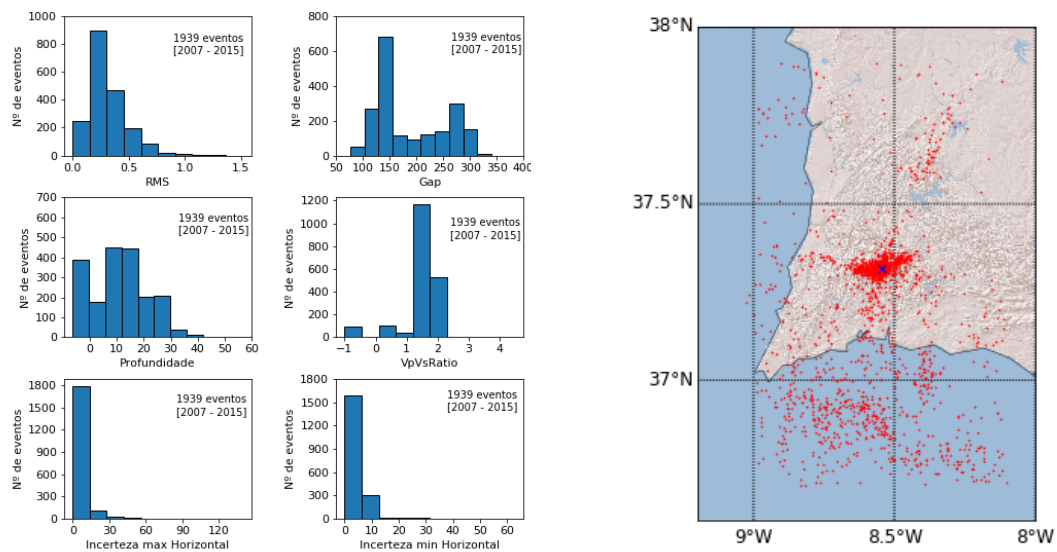 1000
800
600
400
200
0
Nº de eventos
1939 eventos
[2007 - 2015]
0.0 0.5 1.0 1.5
RMS
800
600
400
200
0
Nº de eventos
1939 eventos
[2007 - 2015]
50 100 150 200 250 300 350 400
Gap
700
600
500
400
300
200
100
0
Nº de eventos
1939 eventos
[2007 - 2015]
0 10 20 30 40 50 60
Profundidade
1200
1000
800
600
400
200
0
Nº de eventos
1939 eventos
[2007 - 2015]
−1 0 1 2 3 4
VpVsRatio
1800
1500
1200
900
600
300
0
Nº de eventos
1939 eventos
[2007 - 2015]
0 30 60 90 120
Incerteza max Horizontal
1800
1500
1200
900
600
300
0
Nº de eventos
1939 eventos
[2007 - 2015]
0 10 20 30 40 50 60
Incerteza min Horizontal
38°N
37.5°N
37°N
9°W 8.5°W 8°W